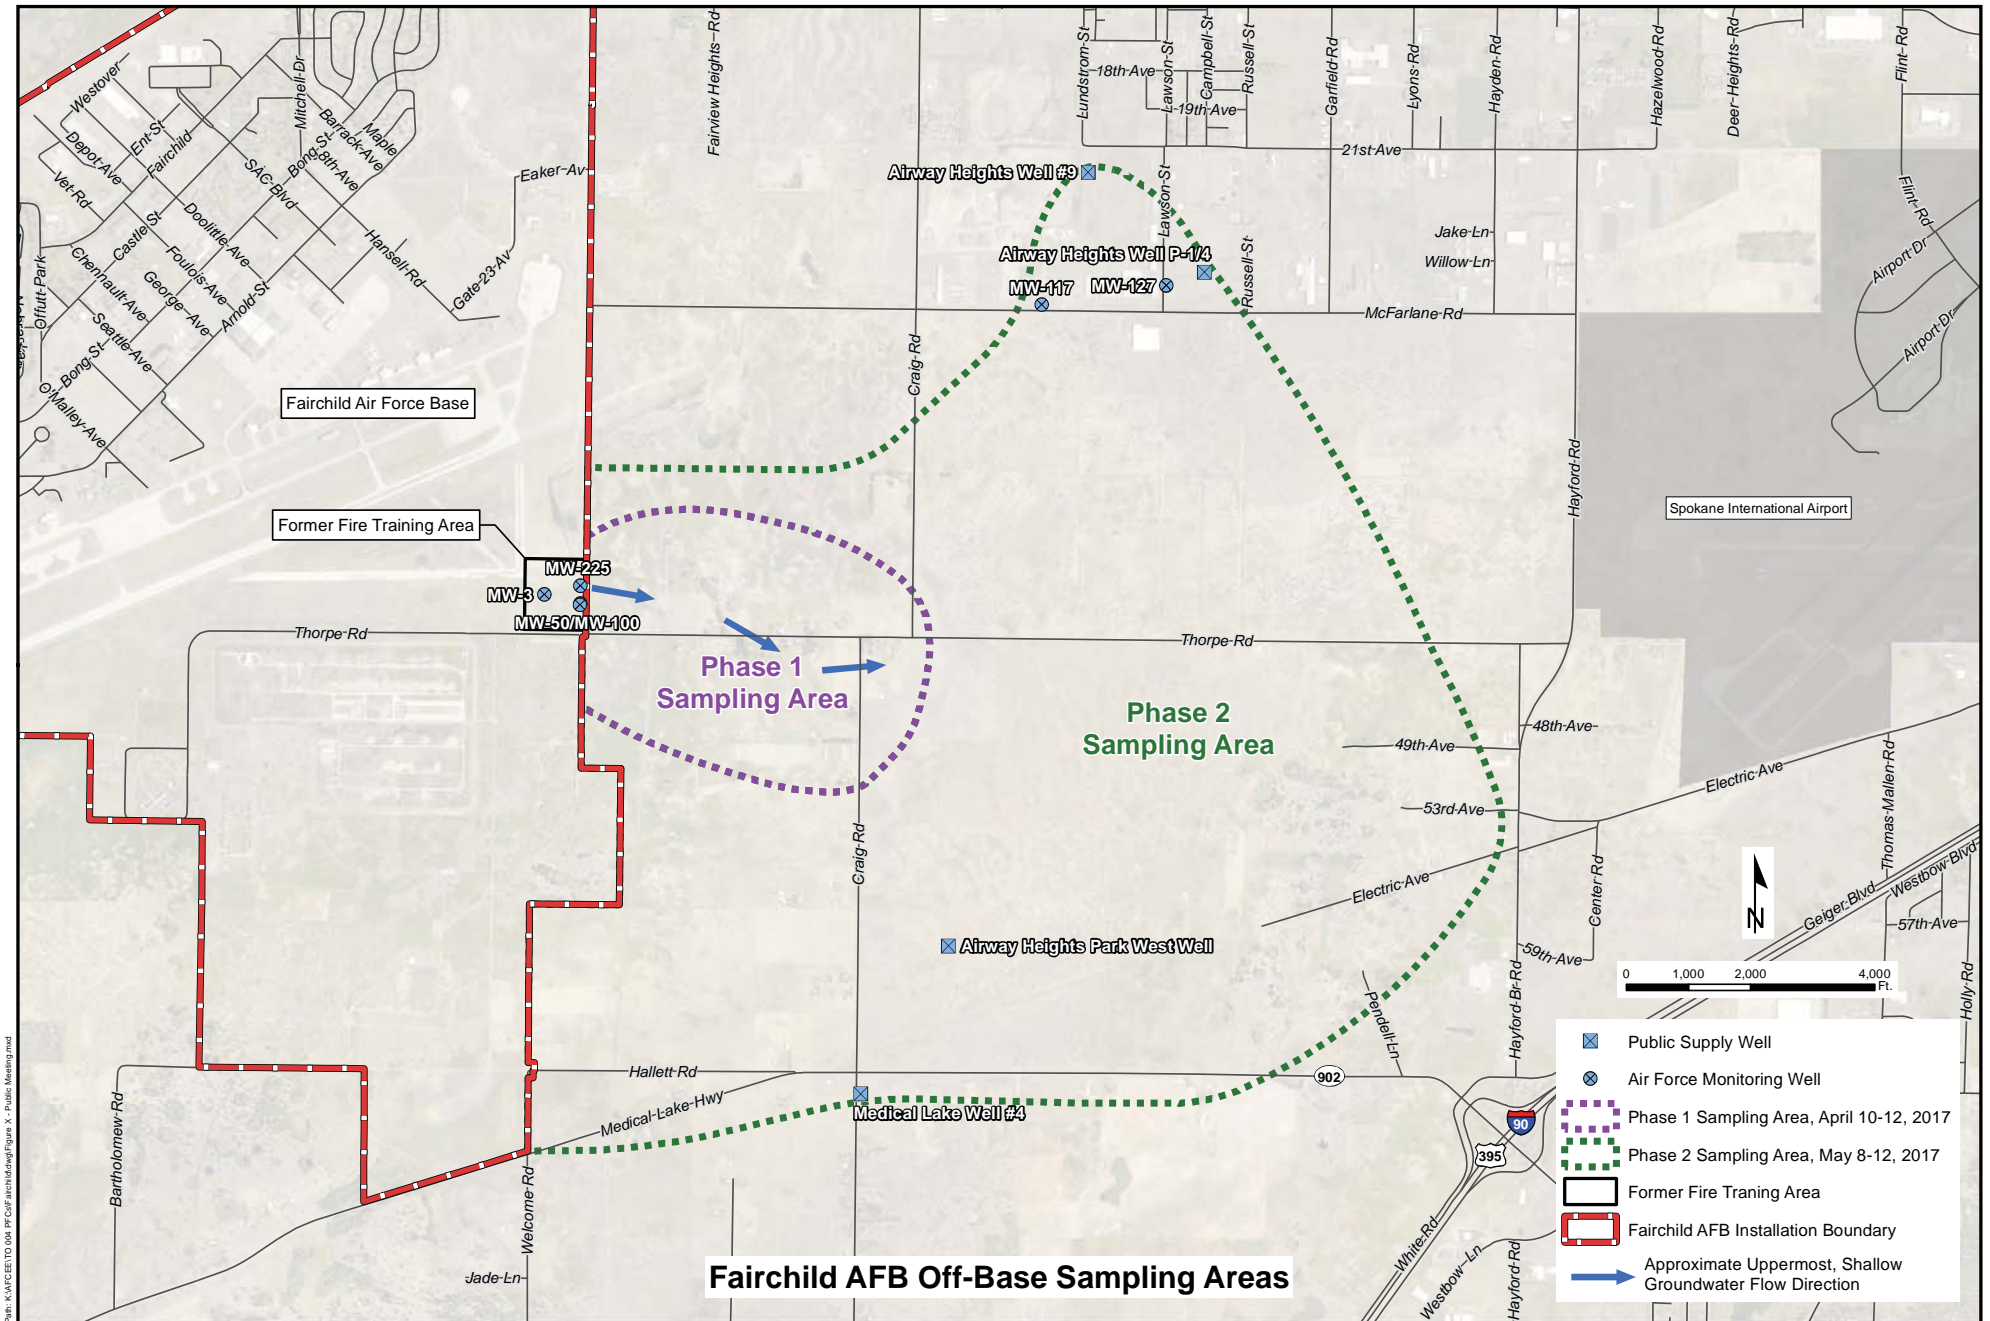 Westover
Mitchell-Dr
Fairview Heights-Rd
Lundstrom-St
18th-Ave
Lawson-St
Campbell-St
Russell-St
19th-Ave
Garfield-Rd
Lyons-Rd
Hayden-Rd
Hazelwood-Rd
Deer-Heights-Rd
Flint-Rd
Depot-Ave
Ent-St
Fairchild
Vet-Rd
SAC-Blvd
Bong-St
8th-Ave
Barrack-Ave
Maple
Eaker-Av
21st-Ave
Airway Heights Well #9
Lawson-St
Flint-Rd
Offutt-Park
Castle-St
Chennault-Ave
Doolittle-Ave
Foulois-Ave
George-Ave
Arnold-St
Hansell-Rd
Gate-23-Av
Airway Heights Well P-1/4
MW-117
MW-127
Russell-St
Jake-Ln
Willow-Ln
Airport-Dr
Airport-Dr
McFarlane-Rd
Seattle-Ave
Bong-St
O'Malley-Ave
Craig-Rd
Fairchild Air Force Base
Hayford-Rd
Spokane International Airport
Former Fire Training Area
MW-225
MW-3
MW-50/MW-100
Thorpe-Rd
Thorpe-Rd
Phase 1
Sampling Area
Phase 2
Sampling Area
48th-Ave
49th-Ave
Electric-Ave
53rd-Ave
Thomas-Mallen-Rd
Craig-Rd
Electric-Ave
Center-Rd
Geiger-Blvd
Westbow-Blvd
57th-Ave
N
Airway Heights Park West Well
59th-Ave
Hayford-Br-Rd
Pendell-Ln
Holly-Rd
0 1,000 2,000 4,000
Ft.
Hallett-Rd
902
Medical-Lake-Hwy
Medical Lake Well #4
Bartholomew-Rd
Welcome-Rd
Jade-Ln
90
395
White-Rd
Westbow-Ln
Hayford-Rd
Public Supply Well
Air Force Monitoring Well
Phase 1 Sampling Area, April 10-12, 2017
Phase 2 Sampling Area, May 8-12, 2017
Former Fire Traning Area
Fairchild AFB Installation Boundary
Approximate Uppermost, Shallow
Groundwater Flow Direction
Fairchild AFB Off-Base Sampling Areas